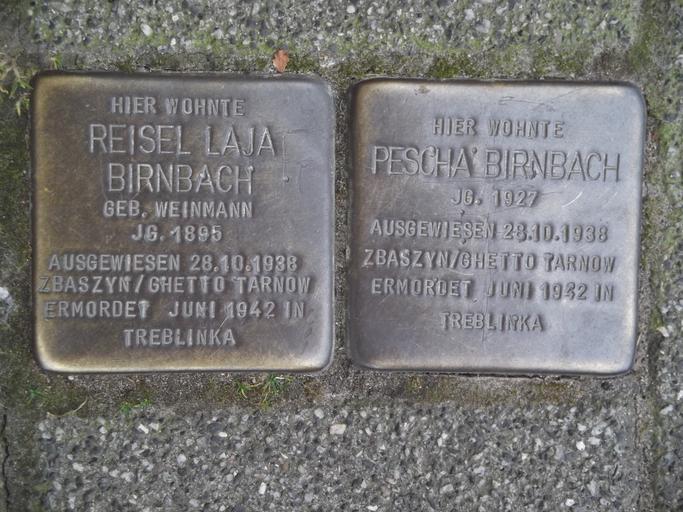 HIER WOHNTE
REISEL LAJA
BIRNBACH
GEB. WEINMANN
JG. 1895
AUSGEWIESEN 28.10.1938
ZBASZYN/GHETTO TARNOW
ERMORDET JUNI 1942 IN
TREBLINKA
HIER WOHNTE
PESCHA BIRNBACH
JG. 1927
AUSGEWIESEN 28.10.1938
ZBASZYN/GHETTO TARNOW
ERMORDET JUNI 1942 IN
TREBLINKA